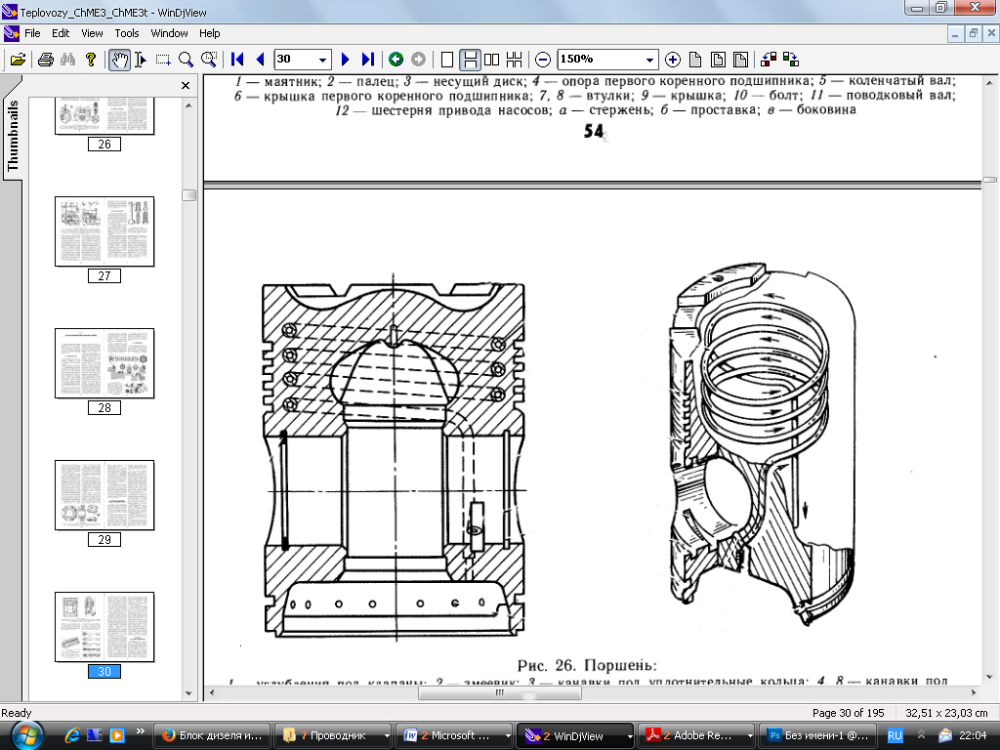 Teplovozy_ChME3_ChME3t - WinDjView
File Edit View Tools Window Help
30
150%
Thumbnails
26
27
28
29
30
1 — маятник; 2 — палец; 3 — несущий диск; 4 — опора первого коренного подшипника; 5 — коленчатый вал;
6 — крышка первого коренного подшипника; 7, 8 — втулки; 9 — крышка; 10 — болт; 11 — поводковый вал;
12 — шестерня привода насосов; а — стержень; б — проставка; в — боковина
54
Рис. 26. Поршень:
1 — углубления под клапаны; 2 — змеевик; 3 — канавки под уплотнительные кольца; 4, 8 — канавки под
Ready
Page 30 of 195
32,51 x 23,03 cm
Блок дизеля и...
7 Проводник
2 Microsoft ...
2 WinDjView
2 Adobe Re...
Без имени-1 @...
RU
22:04